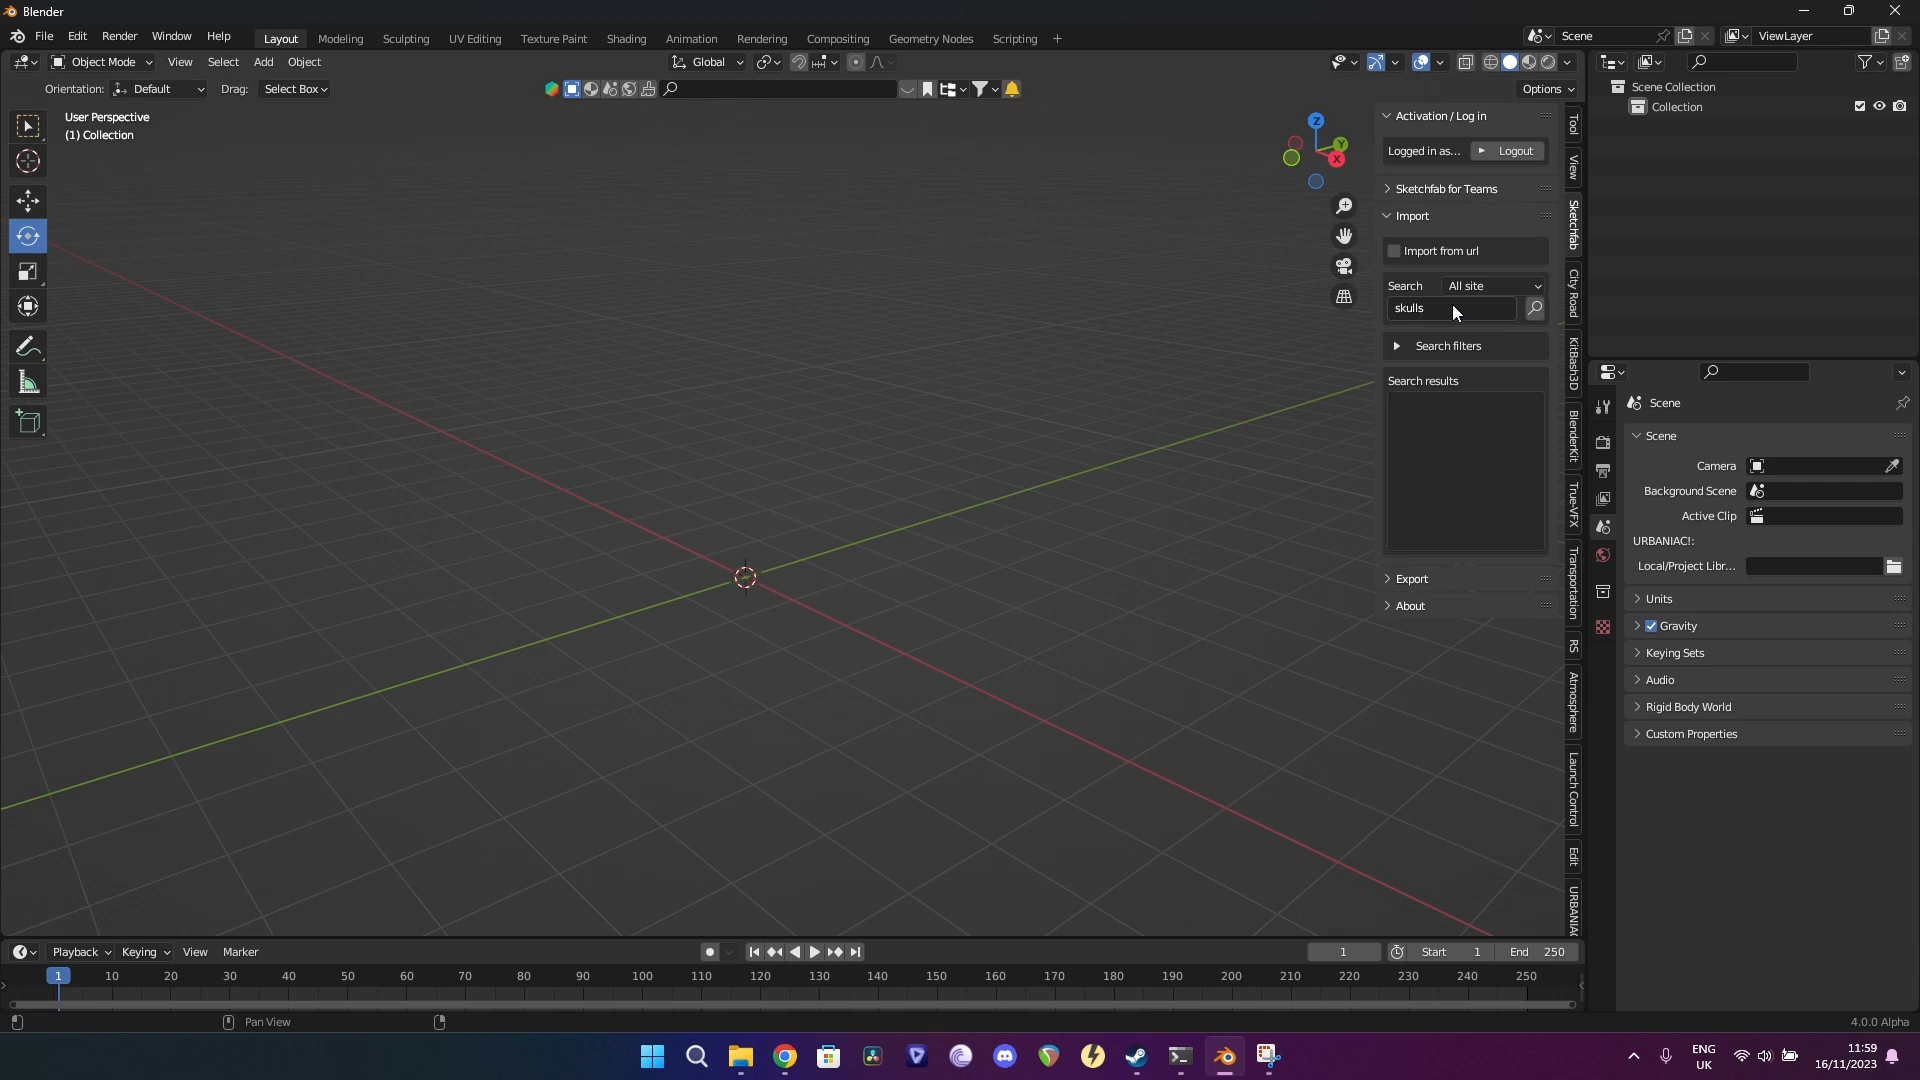 Blender
File Edit Render Window Help Layout Modeling Sculpting UV Editing Texture Paint Shading Animation Rendering Compositing Geometry Nodes Scripting + Scene ViewLayer
Object Mode View Select Add Object Global
Orientation: Default Drag: Select Box Options
User Perspective
(1) Collection
Z
Y
X
Activation / Log in
Logged in as... Logout
Sketchfab for Teams
Import
Import from url
Search All site
skulls
Search filters
Search results
Export
About
Tool
View
Sketchfab
City Road
KitBash3D
BlenderKit
True-VFX
Transportation
RS
Atmosphere
Launch Control
Edit
Scene Collection
Collection
Scene
Scene
Camera
Background Scene
Active Clip
URBANIAC!:
Local/Project Libr...
Units
Gravity
Keying Sets
Audio
Rigid Body World
Custom Properties
Playback Keying View Marker 1 Start 1 End 250
1 10 20 30 40 50 60 70 80 90 100 110 120 130 140 150 160 170 180 190 200 210 220 230 240 250
Pan View 4.0.0 Alpha
ENG
UK
11:59
16/11/2023